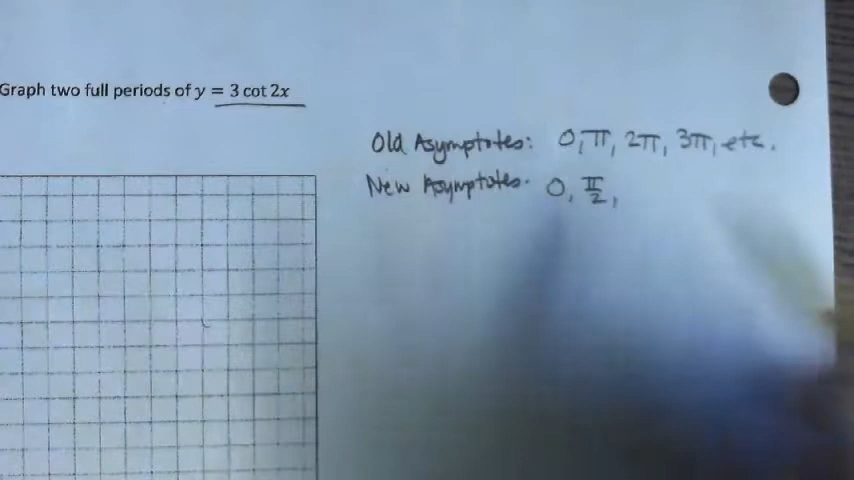 Graph two full periods of y = 3 cot 2x
Old Asymptotes: 0, π, 2π, 3π, etc.
New Asymptotes: 0, π/2,